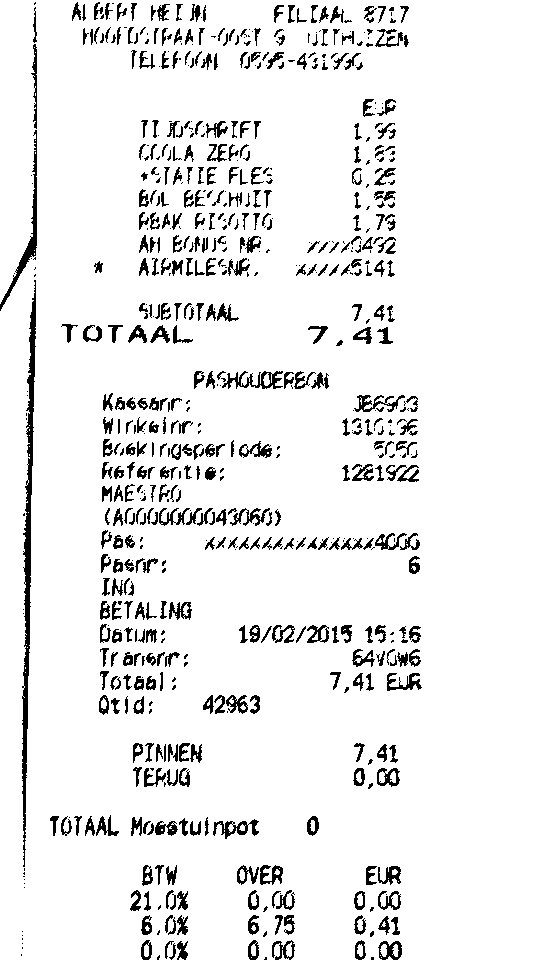 ALBERT HEIJN FILIAAL 8717
HOOFDSTRAAT-OOST 9 UITHUIZEN
TELEFOON 0595-431990
EUR
TIJDSCHRIFT 1,99
COOLA ZERO 1,83
+STATIE FLES 0,25
BOL BESCHUIT 1,55
RBAK RISOTTO 1,79
AH BONUS NR. xxxx0492
* AIRMILESNR. xxxxx5141
SUBTOTAAL 7,41
TOTAAL 7,41
PASHOUDERBON
Kassanr: JB6903
Winkelnr: 1310196
Boekingsperiode: 5050
Referentie: 1281922
MAESTRO
(A0000000043060)
Pas: xxxxxxxxxxxxxxx4000
Pasnr: 6
ING
BETALING
Datum: 19/02/2015 15:16
Transnr: 64V0W6
Totaal: 7,41 EUR
Qtid: 42963
PINNEN 7,41
TERUG 0,00
TOTAAL Moestuinpot 0
BTW OVER EUR
21.0% 0,00 0,00
6.0% 6,75 0,41
0.0% 0,00 0,00